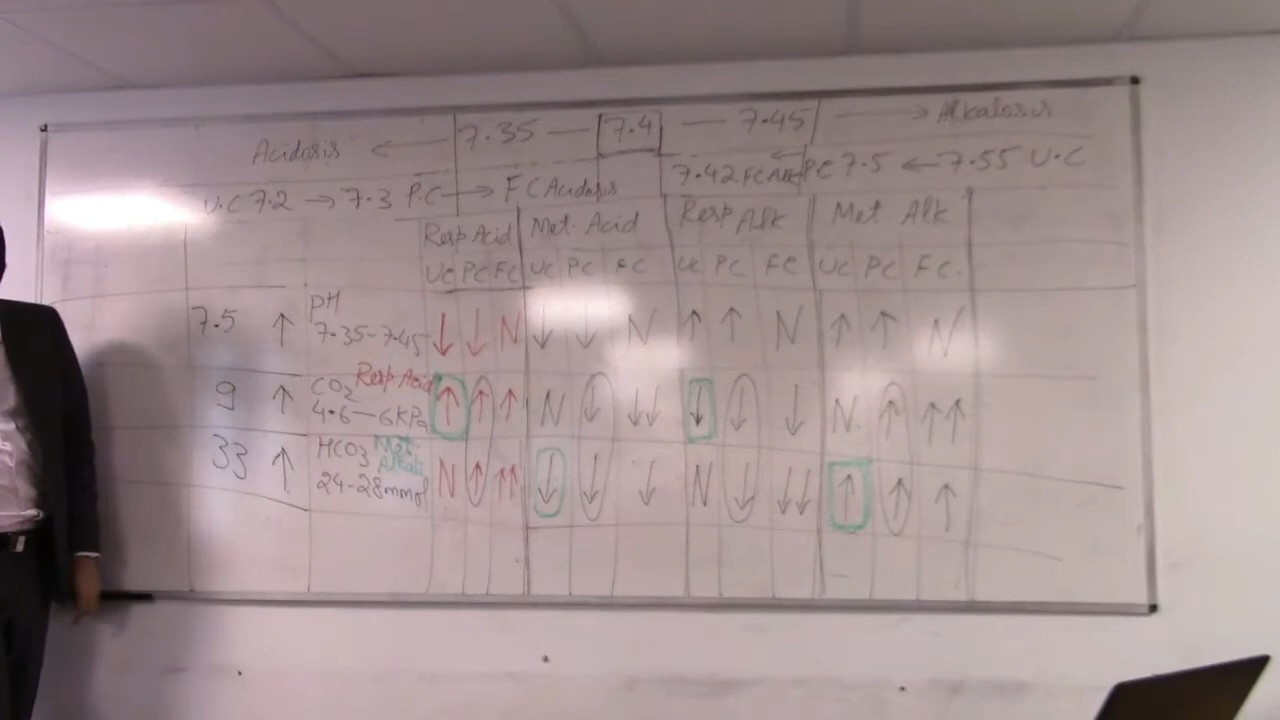 7.35 — 7.4 — 7.45 → Alkalosis
Acidosis ←
7.42 FC PC 7.5 ← 7.55 U.C
U.C 7.2 → 7.3 P.C → FC Acidosis
Resp Acid Met. Acid Resp Alk Met Alk
UC PC FC UC PC FC UC PC FC UC PC FC.
7.5 ↑ PH 7.35-7.45 ↓ ↓ N ↓ ↓ N ↑ ↑ N ↑ ↑ N
9 ↑ CO2 Resp Acid 4.6—6KPa ↑ ↑ ↑ N ↓ ↓↓ ↓ ↓ ↓ N. ↑ ↑↑
33 ↑ HCO3 Met. Alkali 24-28mmol N ↑ ↑↑ ↓ ↓ ↓ N ↓ ↓↓ ↑ ↑ ↑